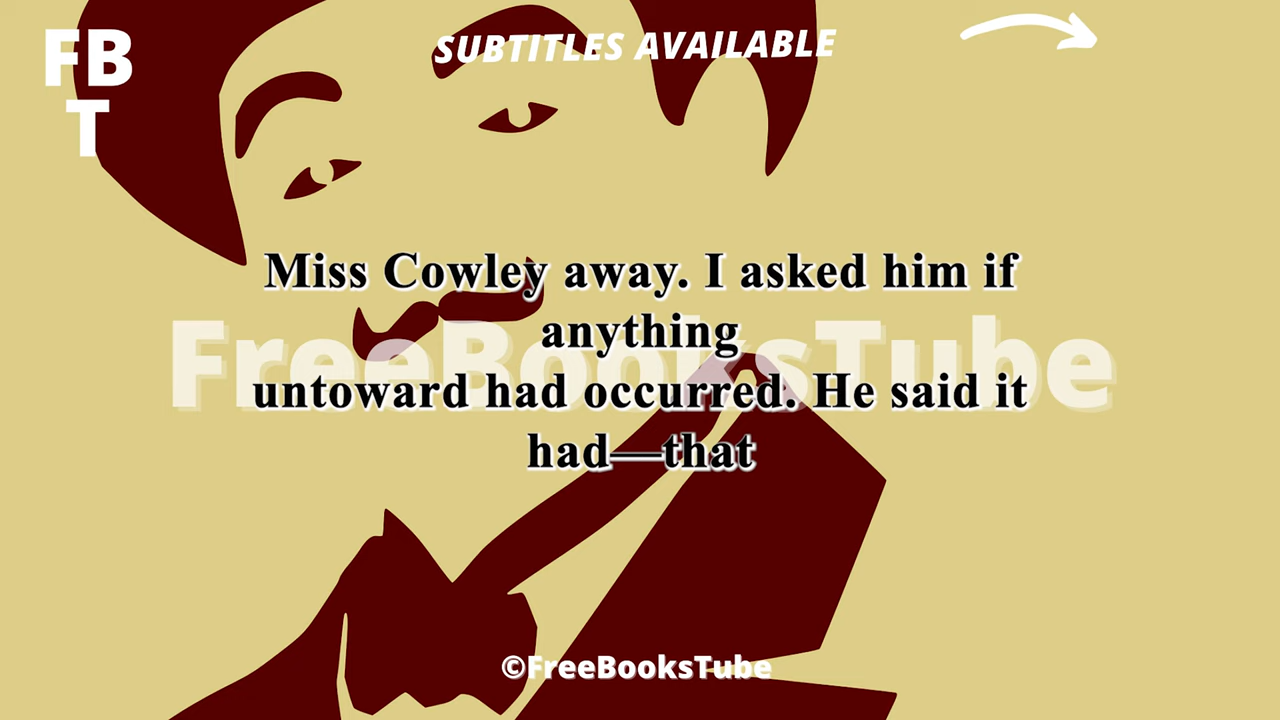 FB
T
SUBTITLES AVAILABLE
Miss Cowley away. I asked him if
anything
FreeBooksTube
untoward had occurred. He said it
had—that
©FreeBooksTube